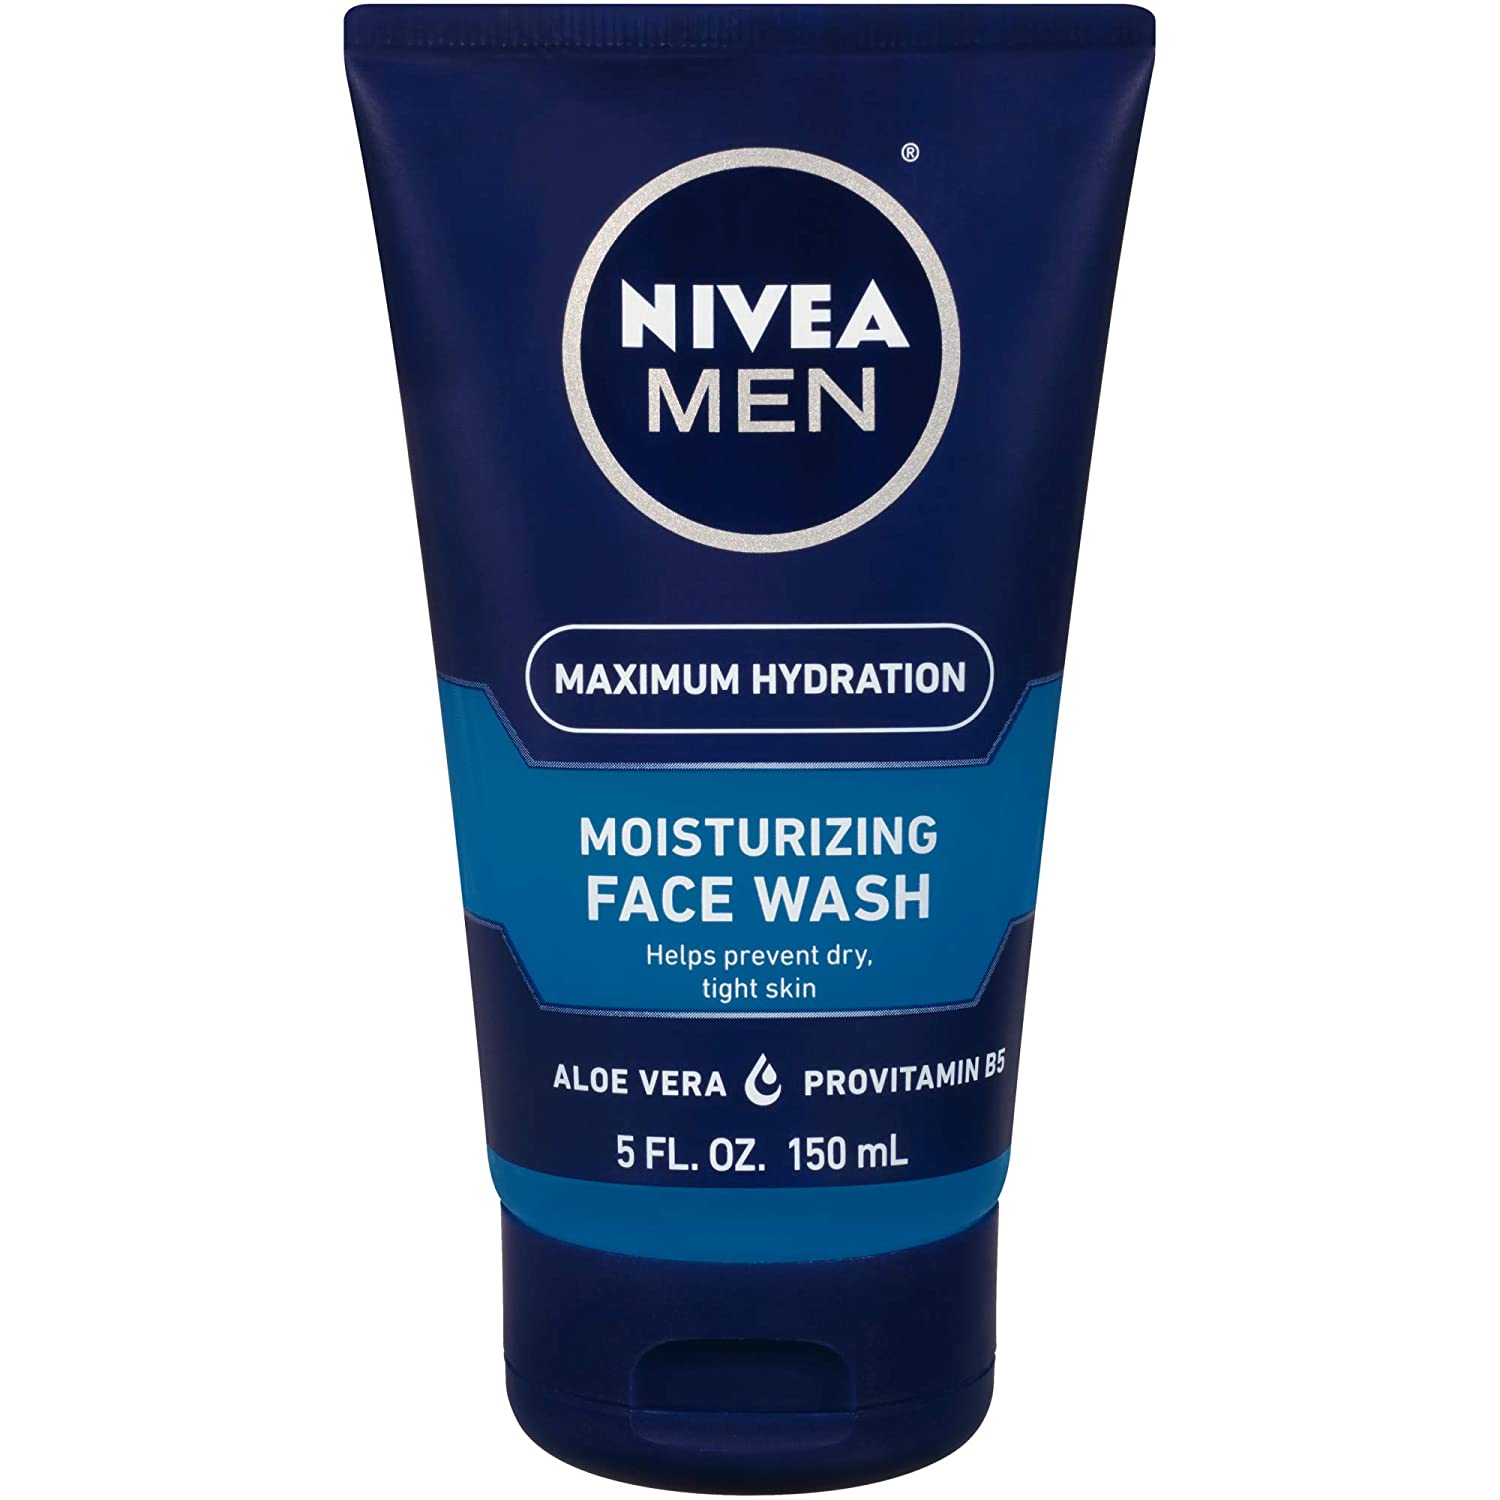 ®
NIVEA
MEN
MAXIMUM HYDRATION
MOISTURIZING
FACE WASH
Helps prevent dry,
tight skin
ALOE VERA PROVITAMIN B5
5 FL. OZ. 150 mL